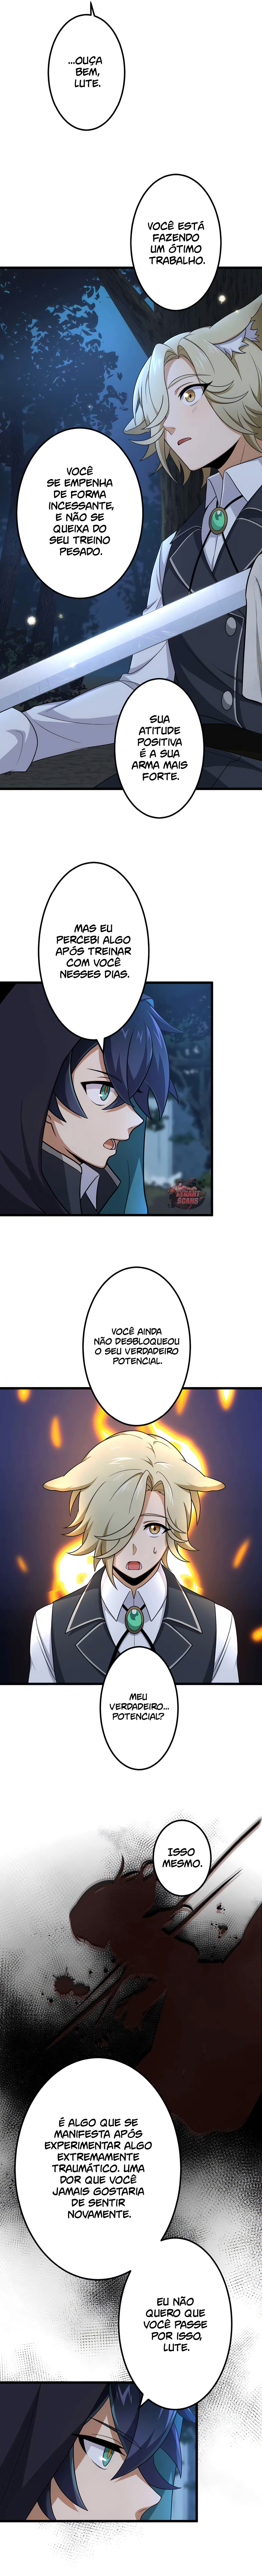 ...OUÇA
BEM,
LUTE.
VOCÊ ESTÁ
FAZENDO
UM ÓTIMO
TRABALHO.
VOCÊ
SE EMPENHA
DE FORMA
INCESSANTE,
E NÃO SE
QUEIXA DO
SEU TREINO
PESADO.
SUA
ATITUDE
POSITIVA
É A SUA
ARMA MAIS
FORTE.
MAS EU
PERCEBI ALGO
APÓS TREINAR
COM VOCÊ
NESSES DIAS.
VOCÊ AINDA
NÃO DESBLOQUEOU
O SEU VERDADEIRO
POTENCIAL.
MEU
VERDADEIRO...
POTENCIAL?
ISSO
MESMO.
É ALGO QUE SE
MANIFESTA APÓS
EXPERIMENTAR ALGO
EXTREMAMENTE
TRAUMÁTICO. UMA
DOR QUE VOCÊ
JAMAIS GOSTARIA
DE SENTIR
NOVAMENTE.
EU NÃO
QUERO QUE
VOCÊ PASSE
POR ISSO,
LUTE.